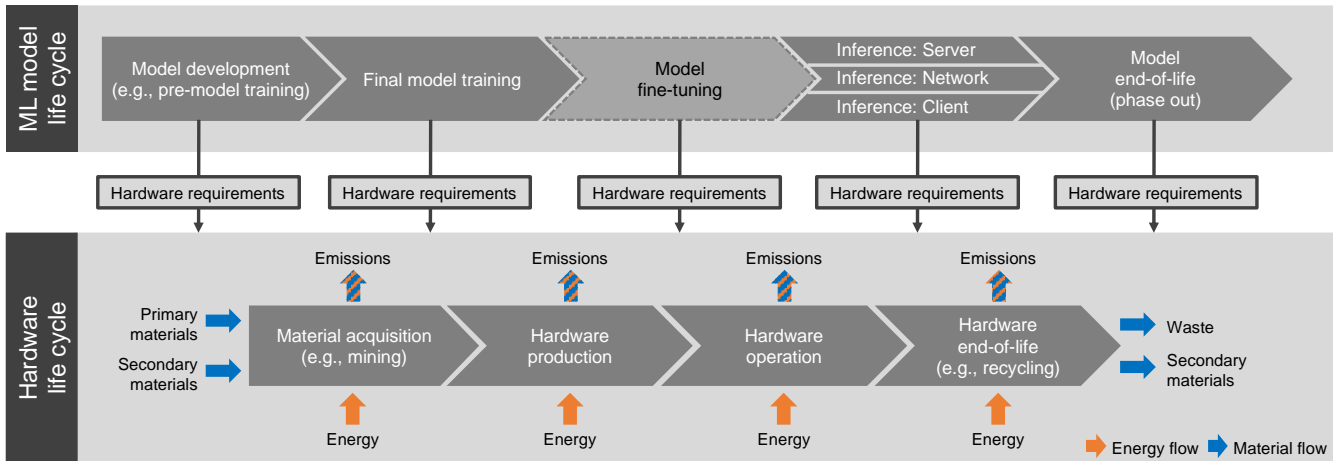 ML model
life cycle
Model development
(e.g., pre-model training)
Final model training
Model
fine-tuning
Inference: Server
Inference: Network
Inference: Client
Model
end-of-life
(phase out)
Hardware requirements
Hardware requirements
Hardware requirements
Hardware requirements
Hardware requirements
Hardware
life cycle
Emissions
Emissions
Emissions
Emissions
Primary
materials
Secondary
materials
Material acquisition
(e.g., mining)
Hardware
production
Hardware
operation
Hardware
end-of-life
(e.g., recycling)
Waste
Secondary
materials
Energy
Energy
Energy
Energy
Energy flow
Material flow